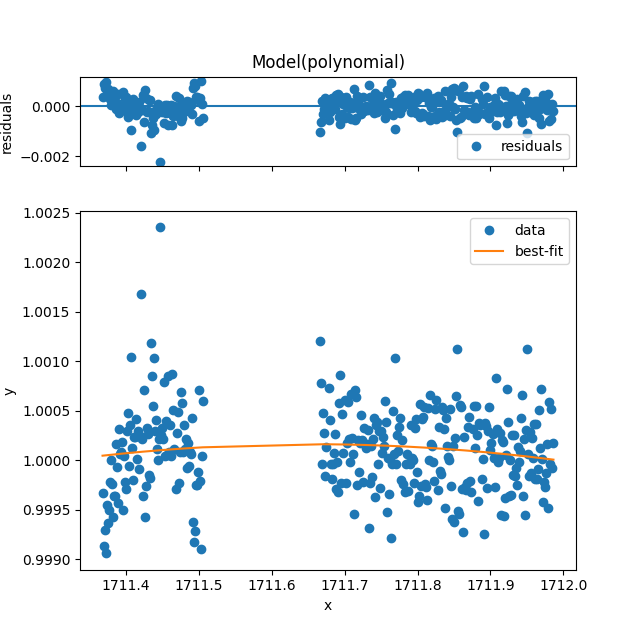 Model(polynomial)
residuals
0.000
−0.002
residuals
y
1.0025
1.0020
1.0015
1.0010
1.0005
1.0000
0.9995
0.9990
data
best-fit
1711.4 1711.5 1711.6 1711.7 1711.8 1711.9 1712.0
x